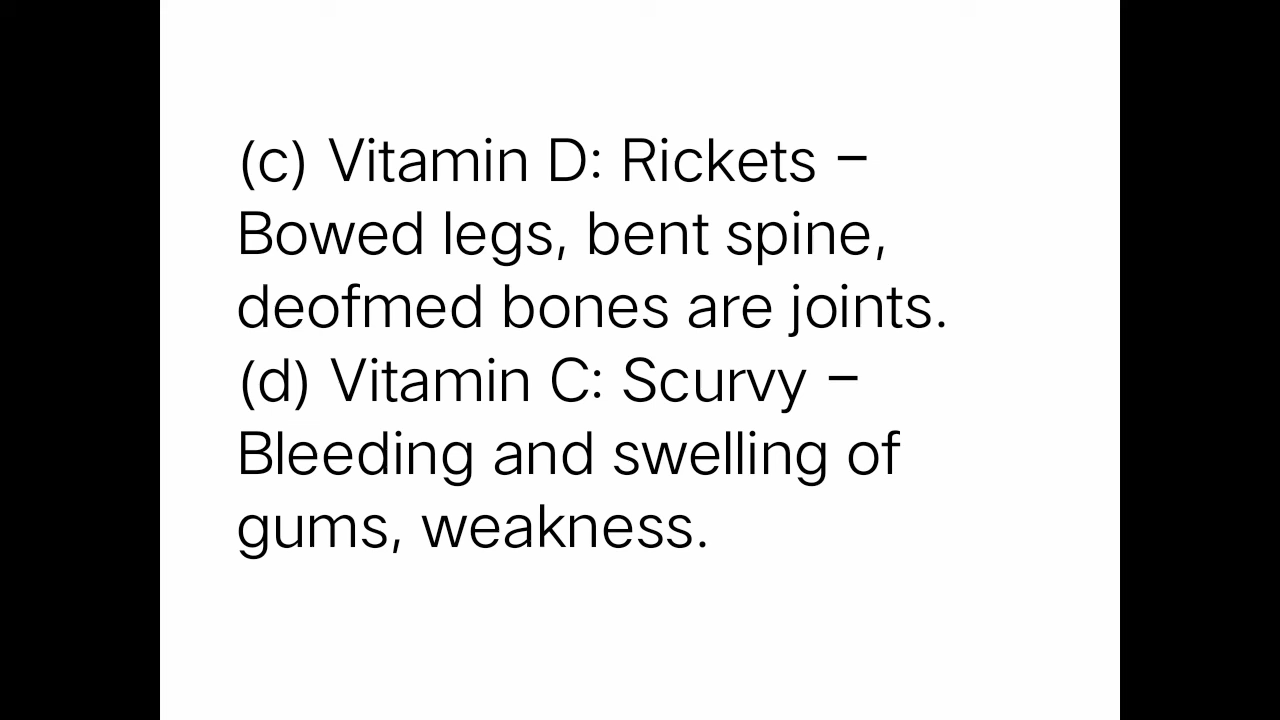 (c) Vitamin D: Rickets –
Bowed legs, bent spine,
deofmed bones are joints.
(d) Vitamin C: Scurvy –
Bleeding and swelling of
gums, weakness.